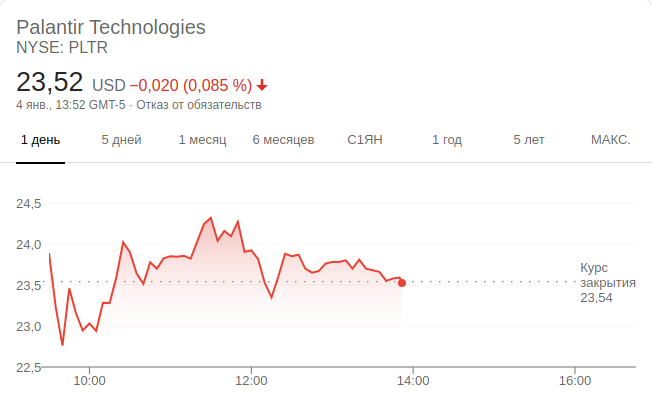 Palantir Technologies
NYSE: PLTR
23,52 USD −0,020 (0,085 %)
4 янв., 13:52 GMT-5 · Отказ от обязательств
1 день 5 дней 1 месяц 6 месяцев С1ЯН 1 год 5 лет МАКС.
24,5
24,0
23,5
23,0
22,5
Курс
закрытия
23,54
10:00 12:00 14:00 16:00